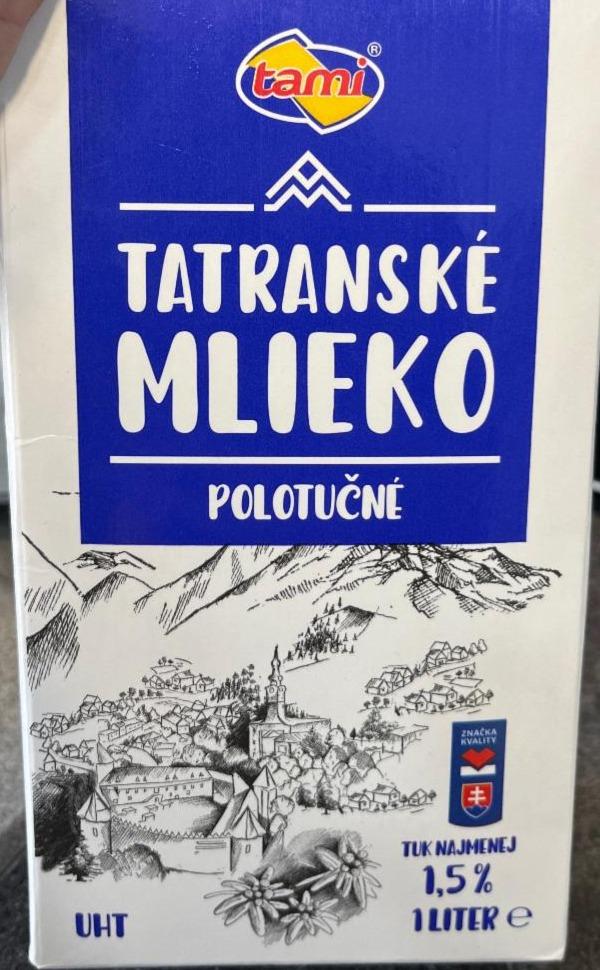 tami®
TATRANSKÉ
MLIEKO
POLOTUČNÉ
ZNAČKA
KVALITY
TUK NAJMENEJ
1,5%
UHT
1 LITER ℮